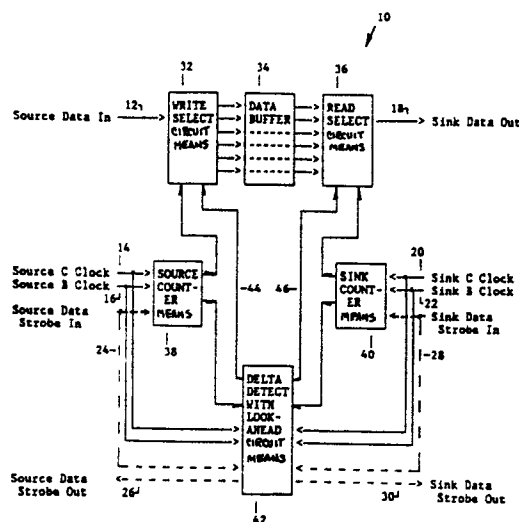 10
32
34
36
Source Data In
12
WRITE
SELECT
CIRCUIT
MEANS
DATA
BUFFER
READ
SELECT
CIRCUIT
MEANS
18
Sink Data Out
14
Source C Clock
Source B Clock
16
Source Data
Strobe In
24
SOURCE
COUNT-
ER
MEANS
38
44
46
SINK
COUNT-
ER
MEANS
40
20
Sink C Clock
Sink B Clock
22
Sink Data
Strobe In
28
DELTA
DETECT
WITH
LOOK-
AHEAD
CIRCUIT
MEANS
Source Data
Strobe Out
26
30
Sink Data
Strobe Out
42